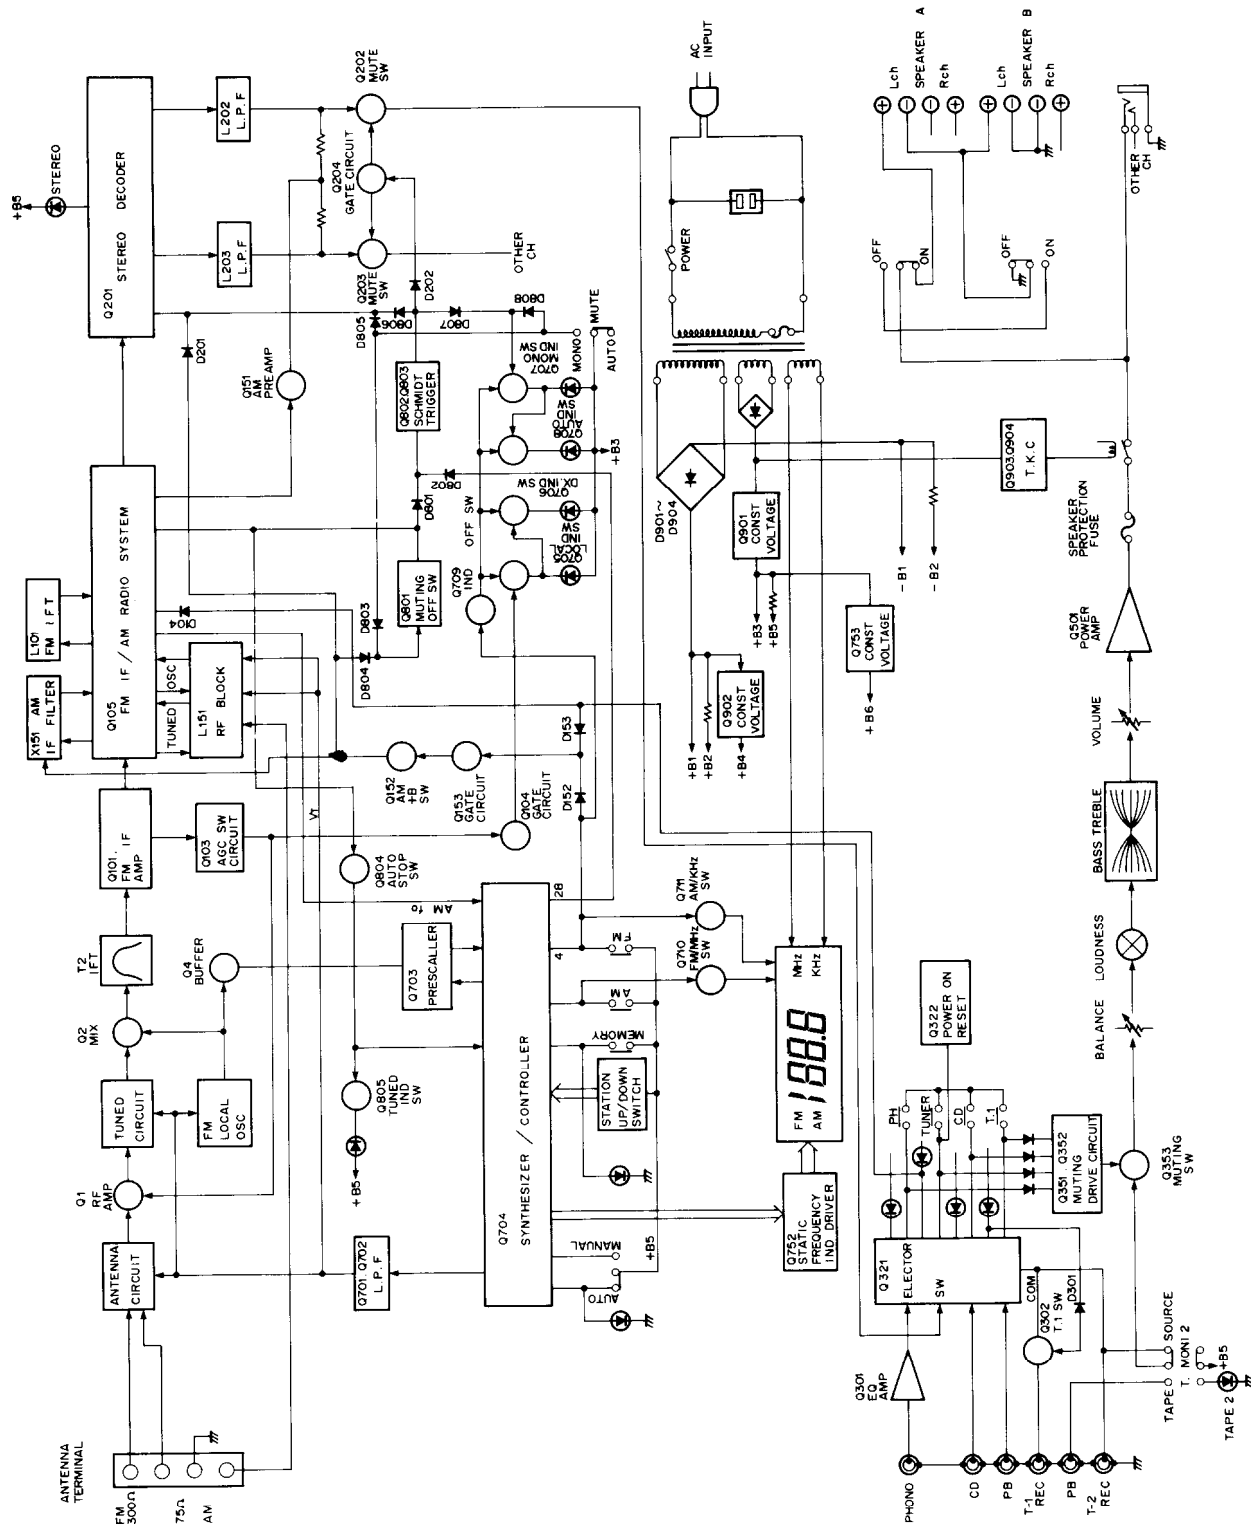 ANTENNA
TERMINAL
FM
300Ω
75Ω
AM
ANTENNA
CIRCUIT
Q1
RF
AMP
TUNED
CIRCUIT
FM
LOCAL
OSC
Q2
MIX
T2
IFT
Q4
BUFFER
Q101.
FM IF
AMP
Q103
AGC SW
CIRCUIT
X151 AM
IF FILTER
L101
FM IFT
Q105
FM IF/AM RADIO SYSTEM
TUNED
OSC
L151
RF BLOCK
VT
D104
D201
Q151
AM
PREAMP
Q201
STEREO DECODER
+B5
STEREO
L203
L.P.F
L202
L.P.F
Q203
MUTE
SW
Q204
GATE CIRCUIT
Q202
MUTE
SW
OTHER
CH
D202
D805
D806
D807
D808
Q802Q803
SCHMIDT
TRIGGER
D801
D802
D803
D804
Q801
MUTING
OFF SW
MONO
MUTE
AUTO
Q707
MONO
IND SW
Q708
AUTO
IND
SW
Q706
DX.IND SW
Q705
LOCAL
IND
SW
Q709
IND
OFF SW
+B3
Q152
AM
+B
SW
Q153
GATE
CIRCUIT
D153
D152
Q104
GATE
CIRCUIT
Q804
AUTO
STOP
SW
Q805
TUNED
IND
SW
+B5
Q701 Q702
L.P.F
Q703
PRESCALLER
AM fo
Q704
SYNTHESIZER / CONTROLLER
4
28
FM
AM
MEMORY
STATION
UP/DOWN
SWITCH
AUTO
MANUAL
+B5
Q710
FM/MHz
SW
Q711
AM/KHz
SW
FM
AM
188.8
MHz
KHz
Q752
STATIC
FREQUENCY
IND. DRIVER
AC
INPUT
POWER
D901~
D904
Q901
CONST
VOLTAGE
Q902
CONST
VOLTAGE
Q753
CONST
VOLTAGE
+B1
+B2
+B4
+B3
+B5
+B6
-B1
-B2
Q903.Q904
T.K.C
SPEAKER
PROTECTION
FUSE
Lch
SPEAKER A
Rch
Lch
SPEAKER B
Rch
OFF
ON
OFF
ON
OTHER
CH
Q501
POWER
AMP
VOLUME
BASS TREBLE
LOUDNESS
BALANCE
Q322
POWER ON
RESET
PH
TUNER
CD
T.1
Q351 Q352
MUTING
DRIVE CIRCUIT
Q353
MUTING
SW
Q321
ELECTOR
SW
COM
Q302
T.1 SW
D301
Q301
EQ
AMP
PHONO
CD
PB
T-1
REC
PB
T-2
REC
TAPE
SOURCE
T. MONI 2
+B5
TAPE 2